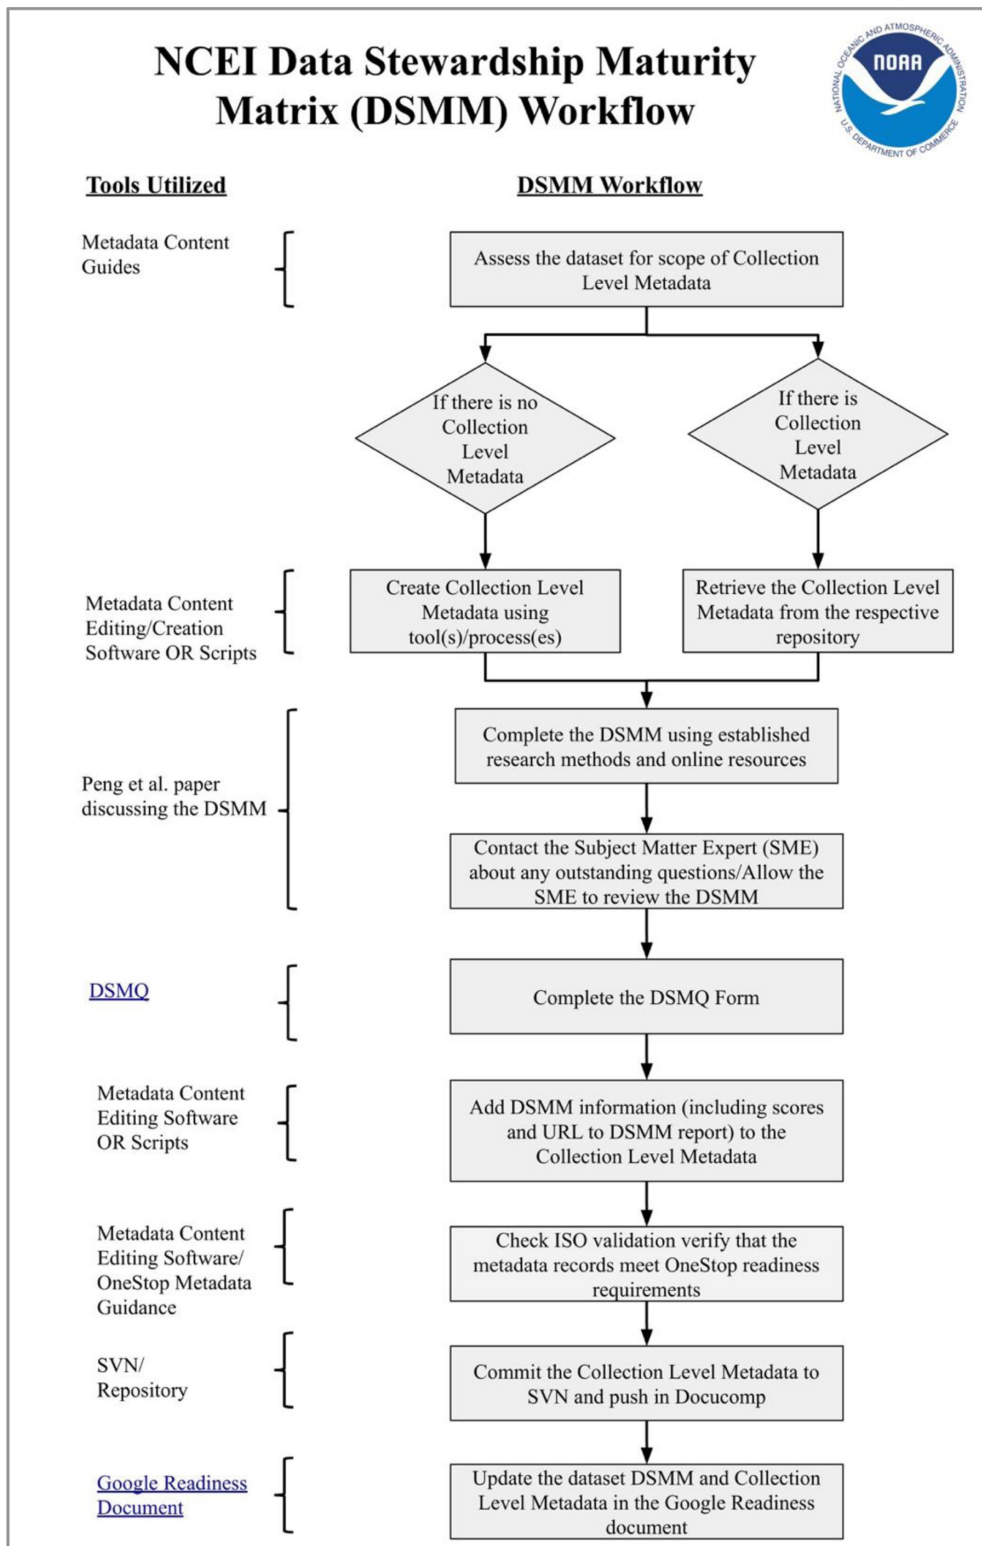 NCEI Data Stewardship Maturity
Matrix (DSMM) Workflow
NATIONAL OCEANIC AND ATMOSPHERIC ADMINISTRATION
NOAA
U.S. DEPARTMENT OF COMMERCE
Tools Utilized
DSMM Workflow
Metadata Content
Guides
Assess the dataset for scope of Collection
Level Metadata
If there is no
Collection
Level
Metadata
If there is
Collection
Level
Metadata
Metadata Content
Editing/Creation
Software OR Scripts
Create Collection Level
Metadata using
tool(s)/process(es)
Retrieve the Collection Level
Metadata from the respective
repository
Peng et al. paper
discussing the DSMM
Complete the DSMM using established
research methods and online resources
Contact the Subject Matter Expert (SME)
about any outstanding questions/Allow the
SME to review the DSMM
DSMQ
Complete the DSMQ Form
Metadata Content
Editing Software
OR Scripts
Add DSMM information (including scores
and URL to DSMM report) to the
Collection Level Metadata
Metadata Content
Editing Software/
OneStop Metadata
Guidance
Check ISO validation verify that the
metadata records meet OneStop readiness
requirements
SVN/
Repository
Commit the Collection Level Metadata to
SVN and push in Docucomp
Google Readiness
Document
Update the dataset DSMM and Collection
Level Metadata in the Google Readiness
document